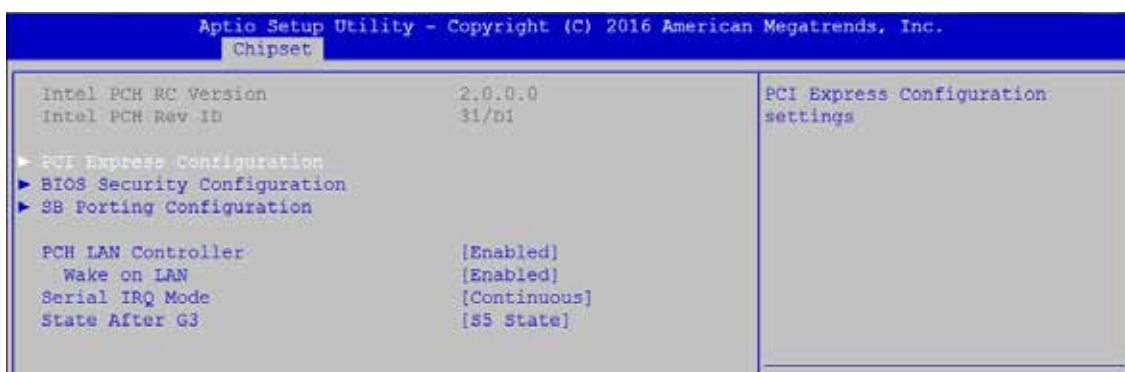 Aptio Setup Utility - Copyright (C) 2016 American Megatrends, Inc.
Chipset
Intel PCH RC Version 2.0.0.0
Intel PCH Rev ID 31/D1
► PCI Express Configuration
► BIOS Security Configuration
► SB Porting Configuration
PCH LAN Controller [Enabled]
Wake on LAN [Enabled]
Serial IRQ Mode [Continuous]
State After G3 [S5 State]
PCI Express Configuration
settings